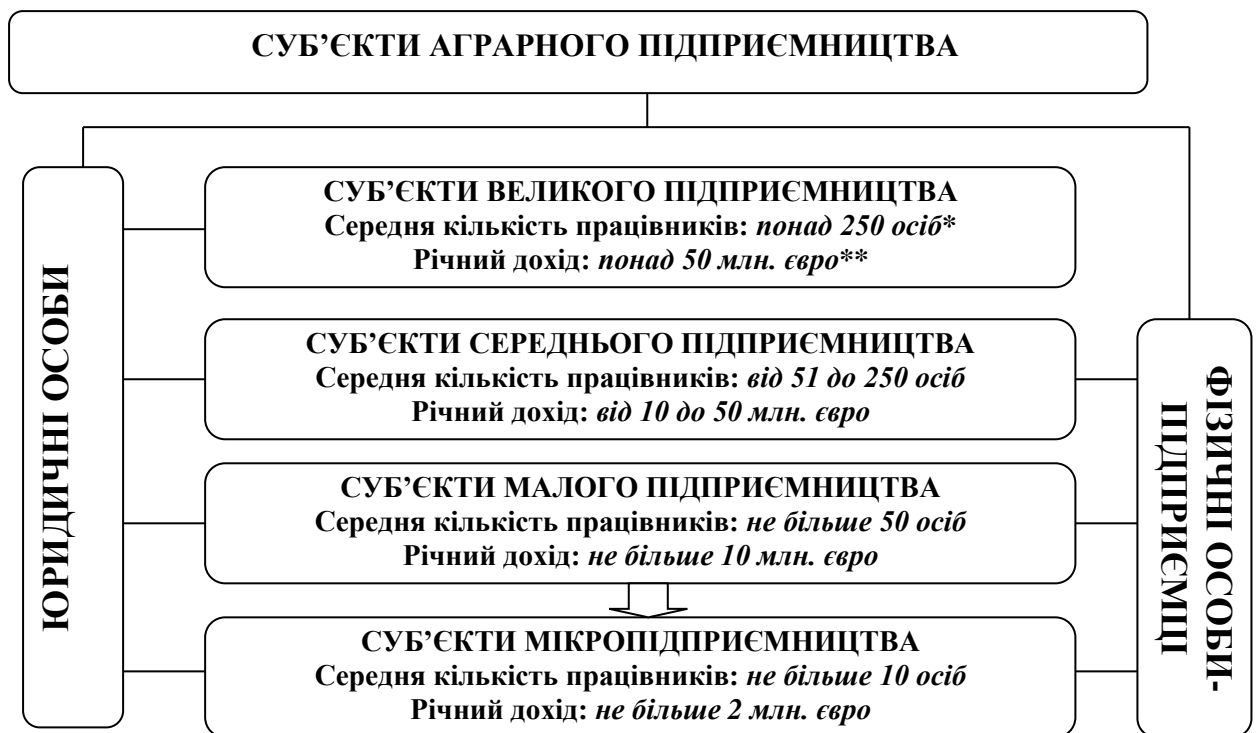 СУБ’ЄКТИ АГРАРНОГО ПІДПРИЄМНИЦТВА
ЮРИДИЧНІ ОСОБИ
СУБ’ЄКТИ ВЕЛИКОГО ПІДПРИЄМНИЦТВА
Середня кількість працівників: понад 250 осіб*
Річний дохід: понад 50 млн. євро**
СУБ’ЄКТИ СЕРЕДНЬОГО ПІДПРИЄМНИЦТВА
Середня кількість працівників: від 51 до 250 осіб
Річний дохід: від 10 до 50 млн. євро
СУБ’ЄКТИ МАЛОГО ПІДПРИЄМНИЦТВА
Середня кількість працівників: не більше 50 осіб
Річний дохід: не більше 10 млн. євро
СУБ’ЄКТИ МІКРОПІДПРИЄМНИЦТВА
Середня кількість працівників: не більше 10 осіб
Річний дохід: не більше 2 млн. євро
ФІЗИЧНІ ОСОБИ-
ПІДПРИЄМЦІ